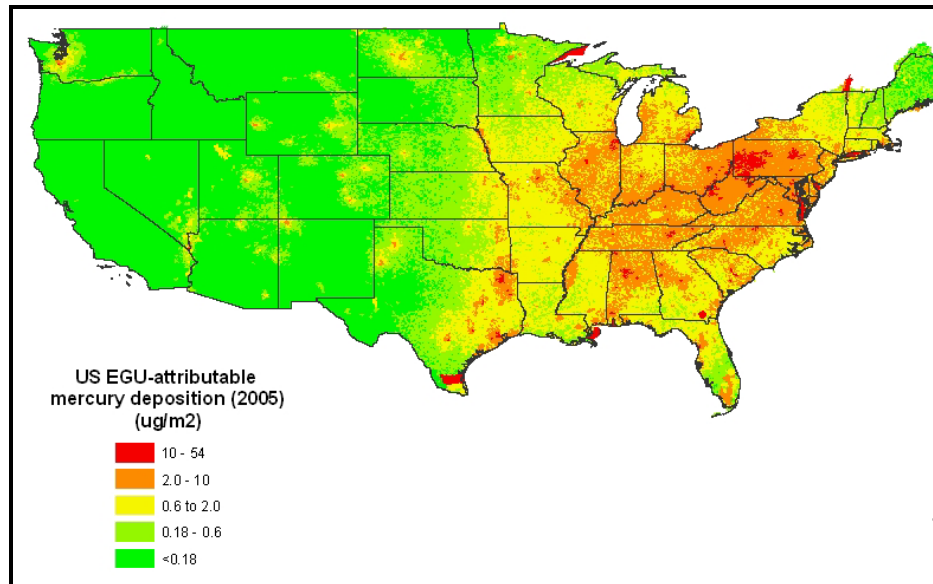 US EGU-attributable
mercury deposition (2005)
(ug/m2)
10 - 54
2.0 - 10
0.6 to 2.0
0.18 - 0.6
<0.18